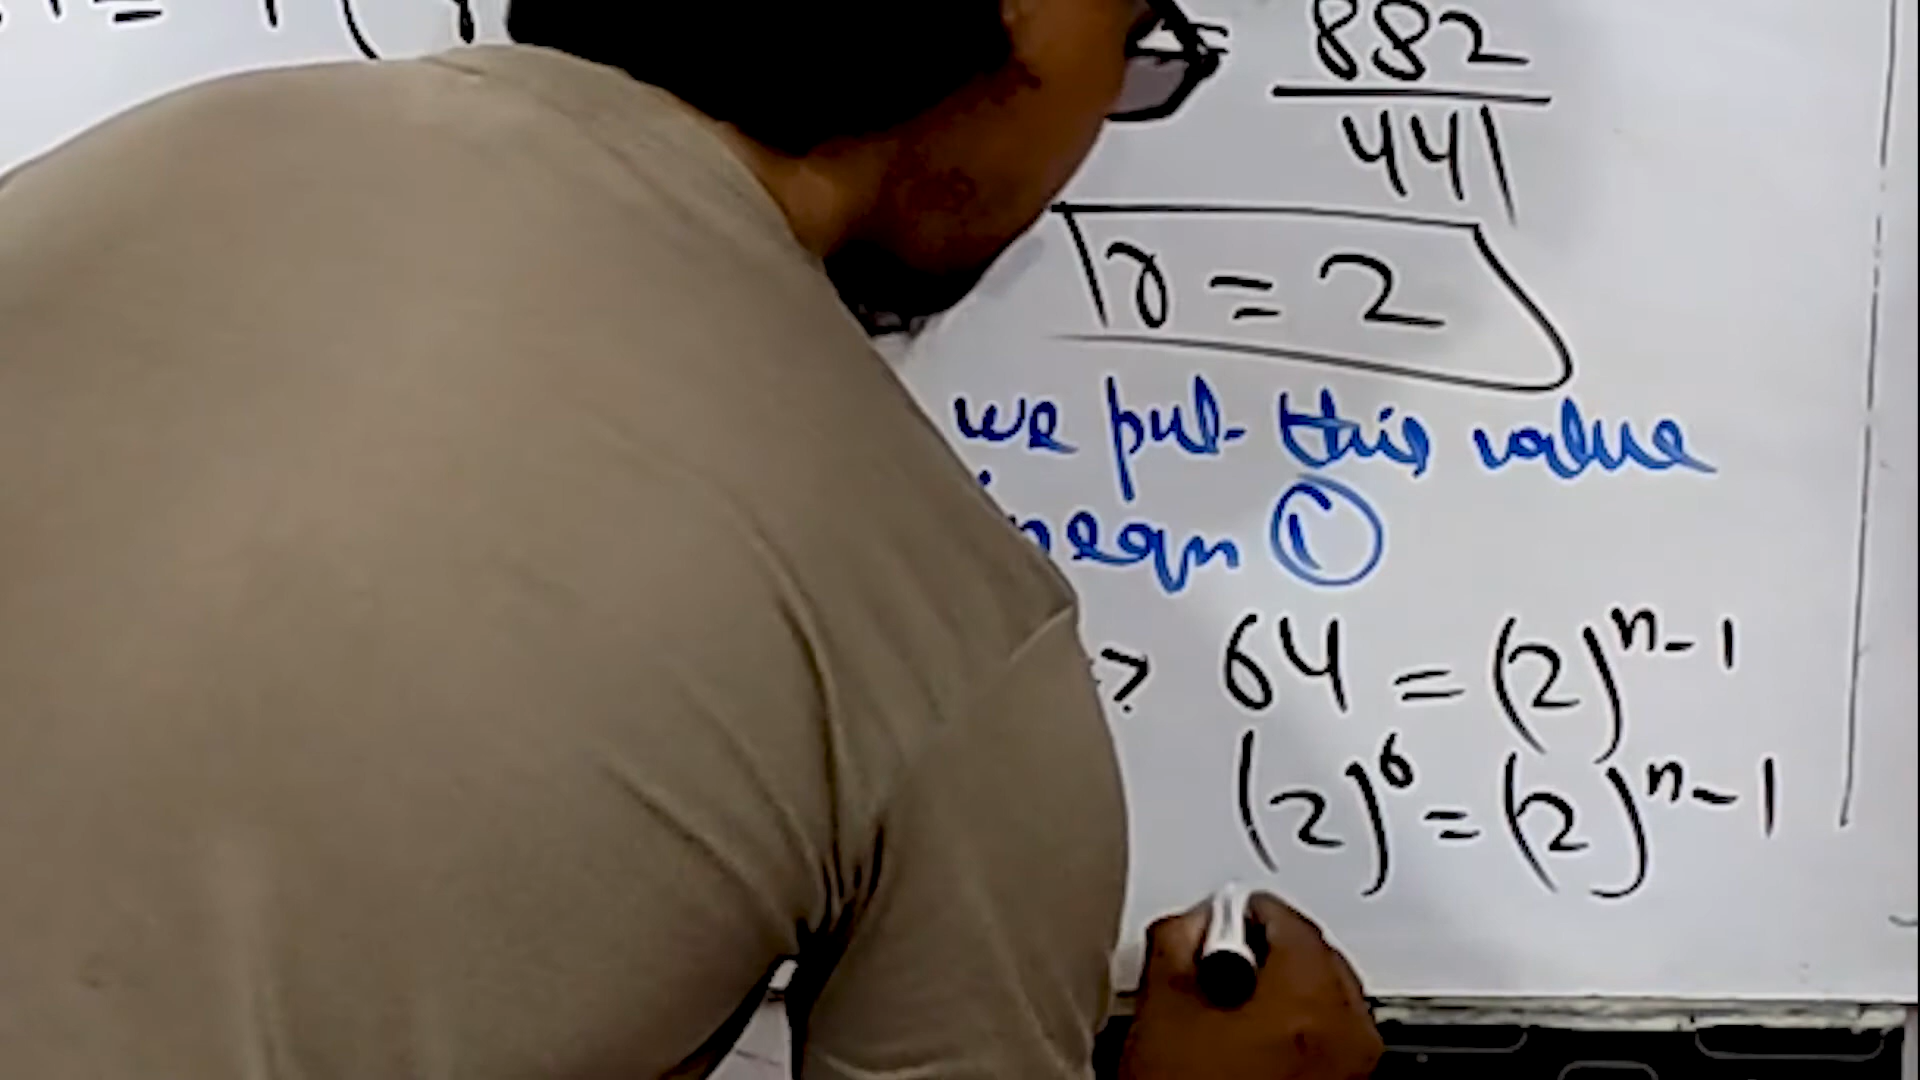 = 882
441
r = 2
we put this value
in eqn ①
=> 64 = (2)^n-1
(2)^6 = (2)^n-1